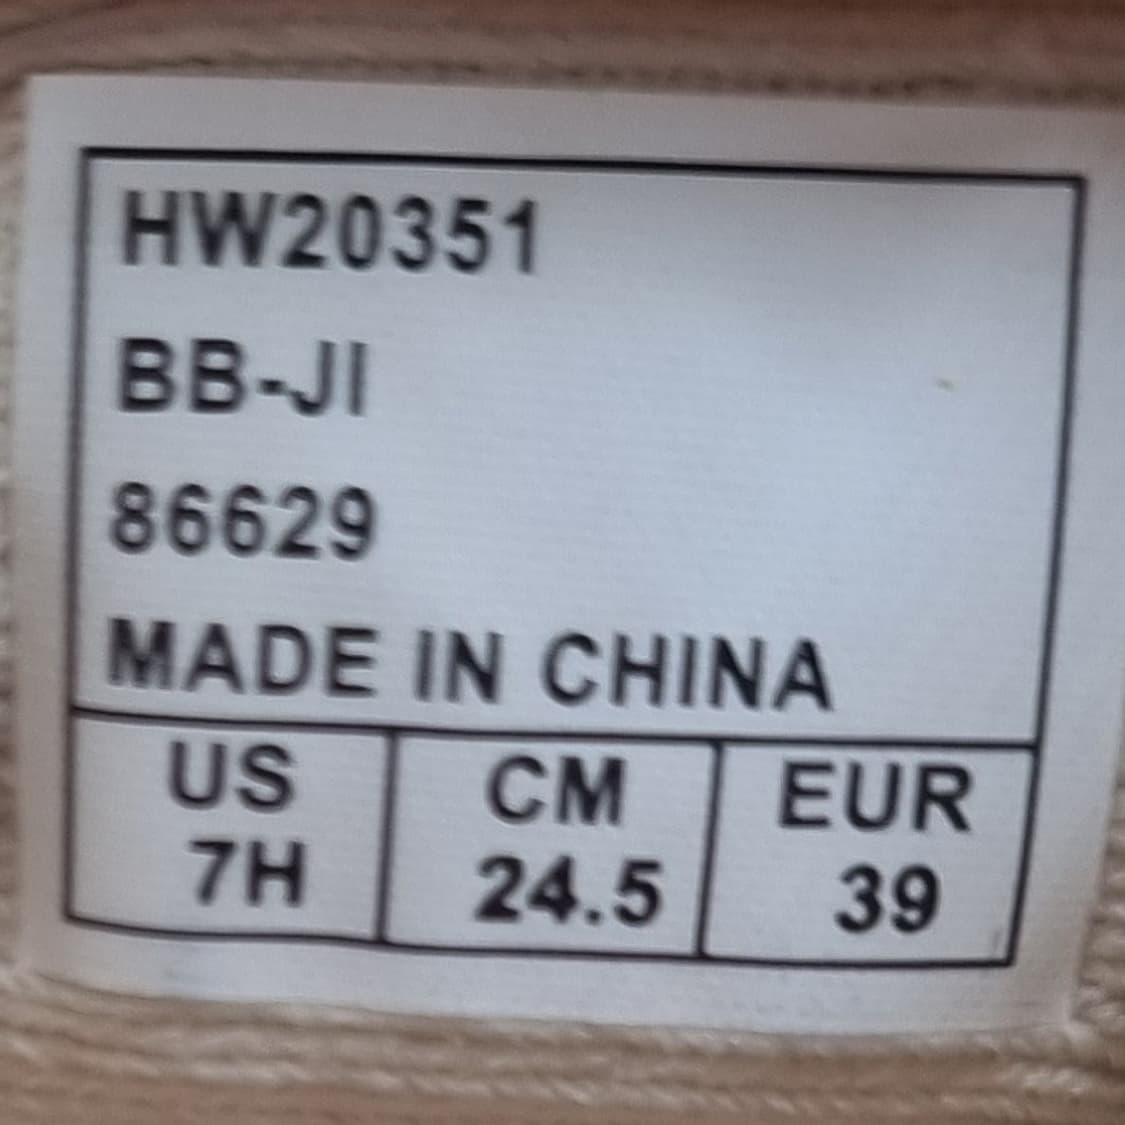 HW20351
BB-JI
86629
MADE IN CHINA
US CM EUR
7H 24.5 39